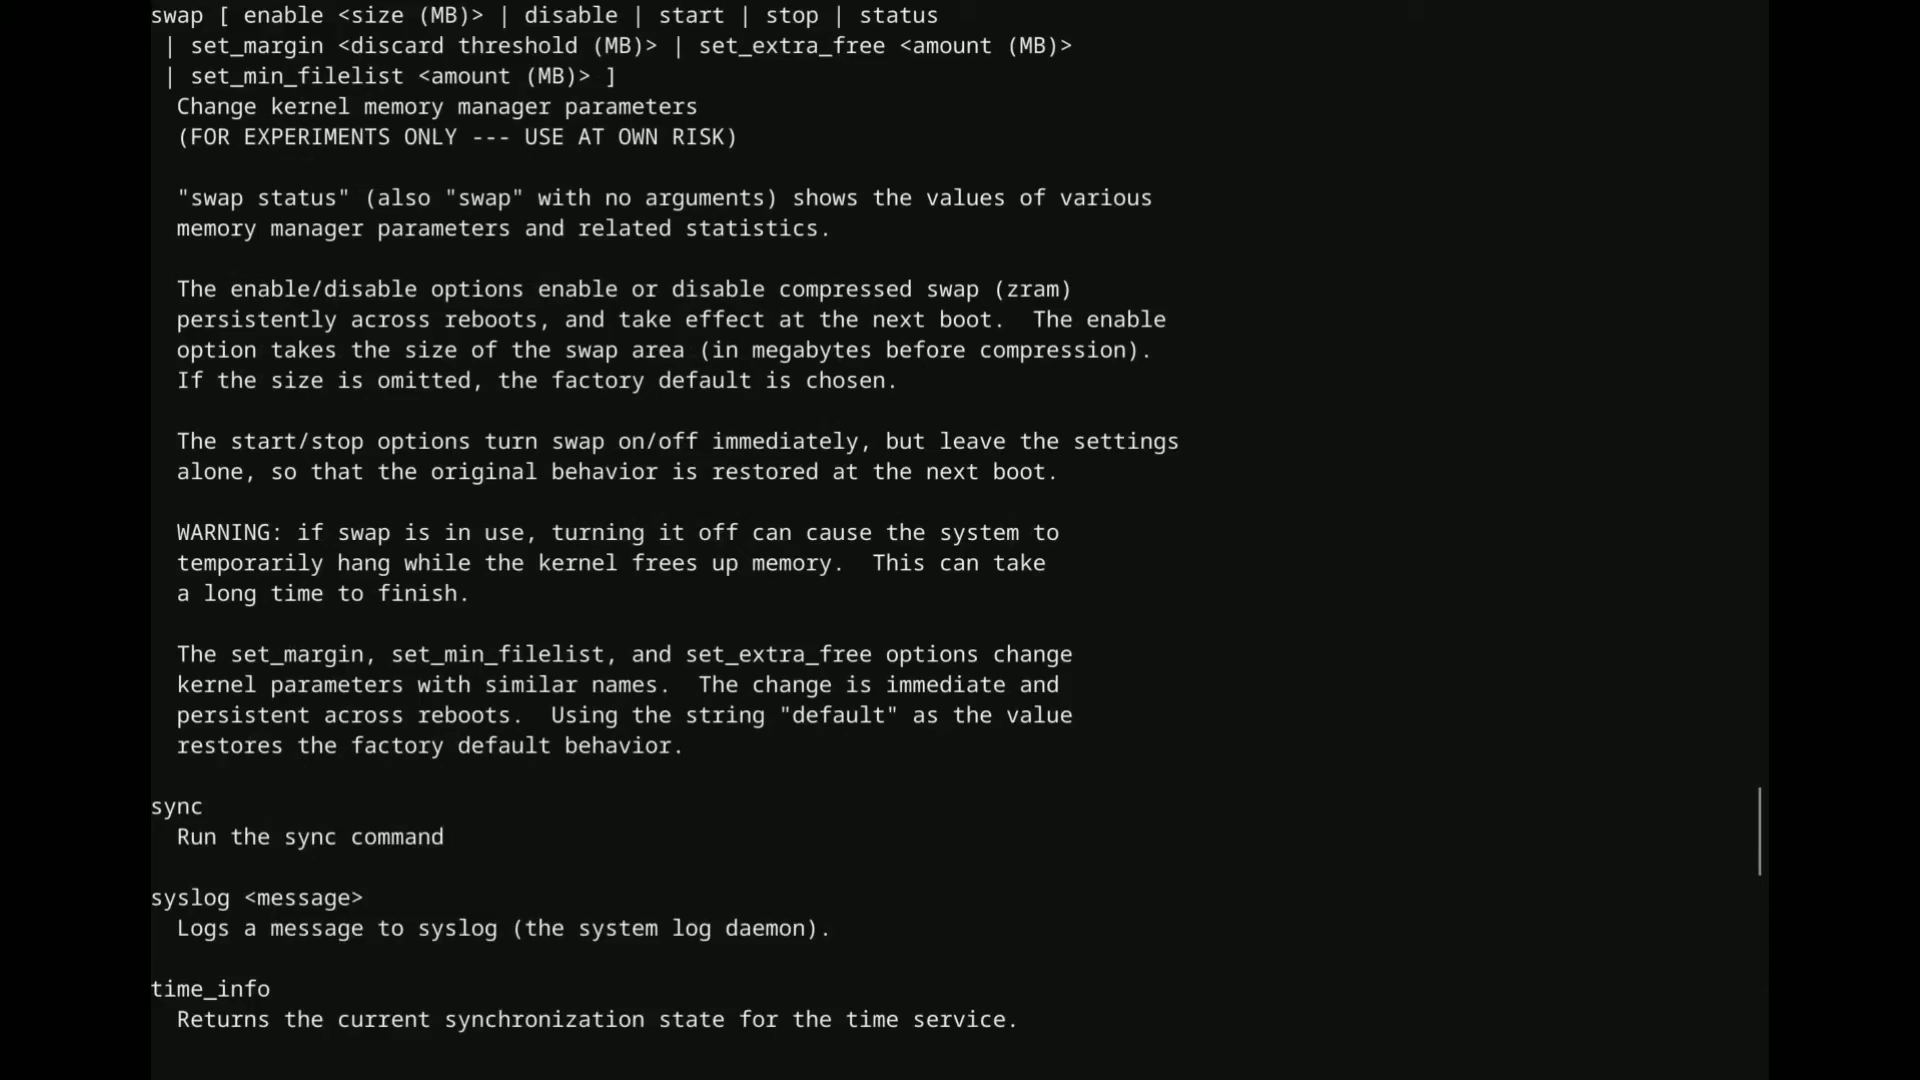 swap [ enable <size (MB)> | disable | start | stop | status
 | set_margin <discard threshold (MB)> | set_extra_free <amount (MB)>
 | set_min_filelist <amount (MB)> ]
  Change kernel memory manager parameters
  (FOR EXPERIMENTS ONLY --- USE AT OWN RISK)

  "swap status" (also "swap" with no arguments) shows the values of various
  memory manager parameters and related statistics.

  The enable/disable options enable or disable compressed swap (zram)
  persistently across reboots, and take effect at the next boot.  The enable
  option takes the size of the swap area (in megabytes before compression).
  If the size is omitted, the factory default is chosen.

  The start/stop options turn swap on/off immediately, but leave the settings
  alone, so that the original behavior is restored at the next boot.

  WARNING: if swap is in use, turning it off can cause the system to
  temporarily hang while the kernel frees up memory.  This can take
  a long time to finish.

  The set_margin, set_min_filelist, and set_extra_free options change
  kernel parameters with similar names.  The change is immediate and
  persistent across reboots.  Using the string "default" as the value
  restores the factory default behavior.

sync
  Run the sync command

syslog <message>
  Logs a message to syslog (the system log daemon).

time_info
  Returns the current synchronization state for the time service.